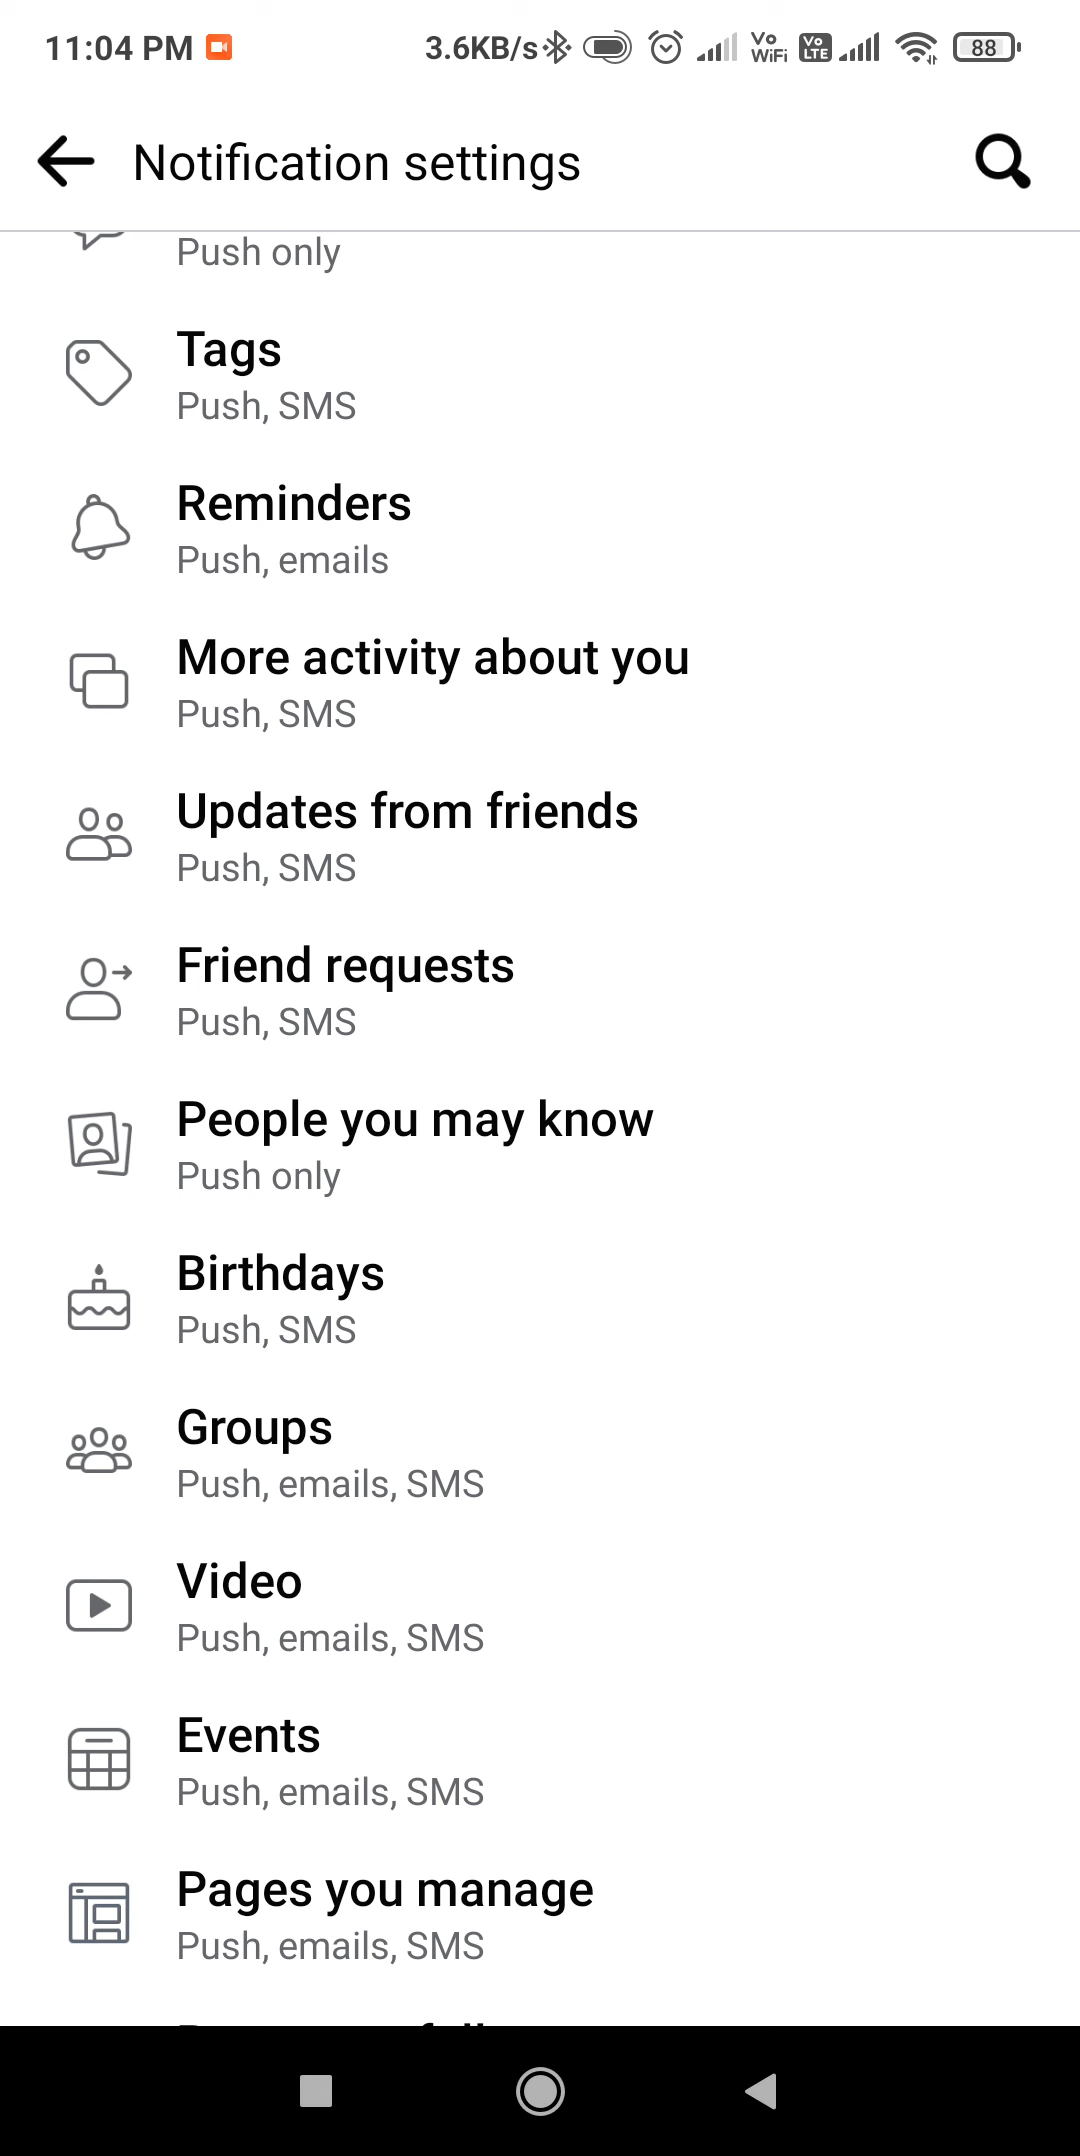 11:04 PM 3.6KB/s Vo WiFi Vo LTE 88
Notification settings
Push only
Tags
Push, SMS
Reminders
Push, emails
More activity about you
Push, SMS
Updates from friends
Push, SMS
Friend requests
Push, SMS
People you may know
Push only
Birthdays
Push, SMS
Groups
Push, emails, SMS
Video
Push, emails, SMS
Events
Push, emails, SMS
Pages you manage
Push, emails, SMS